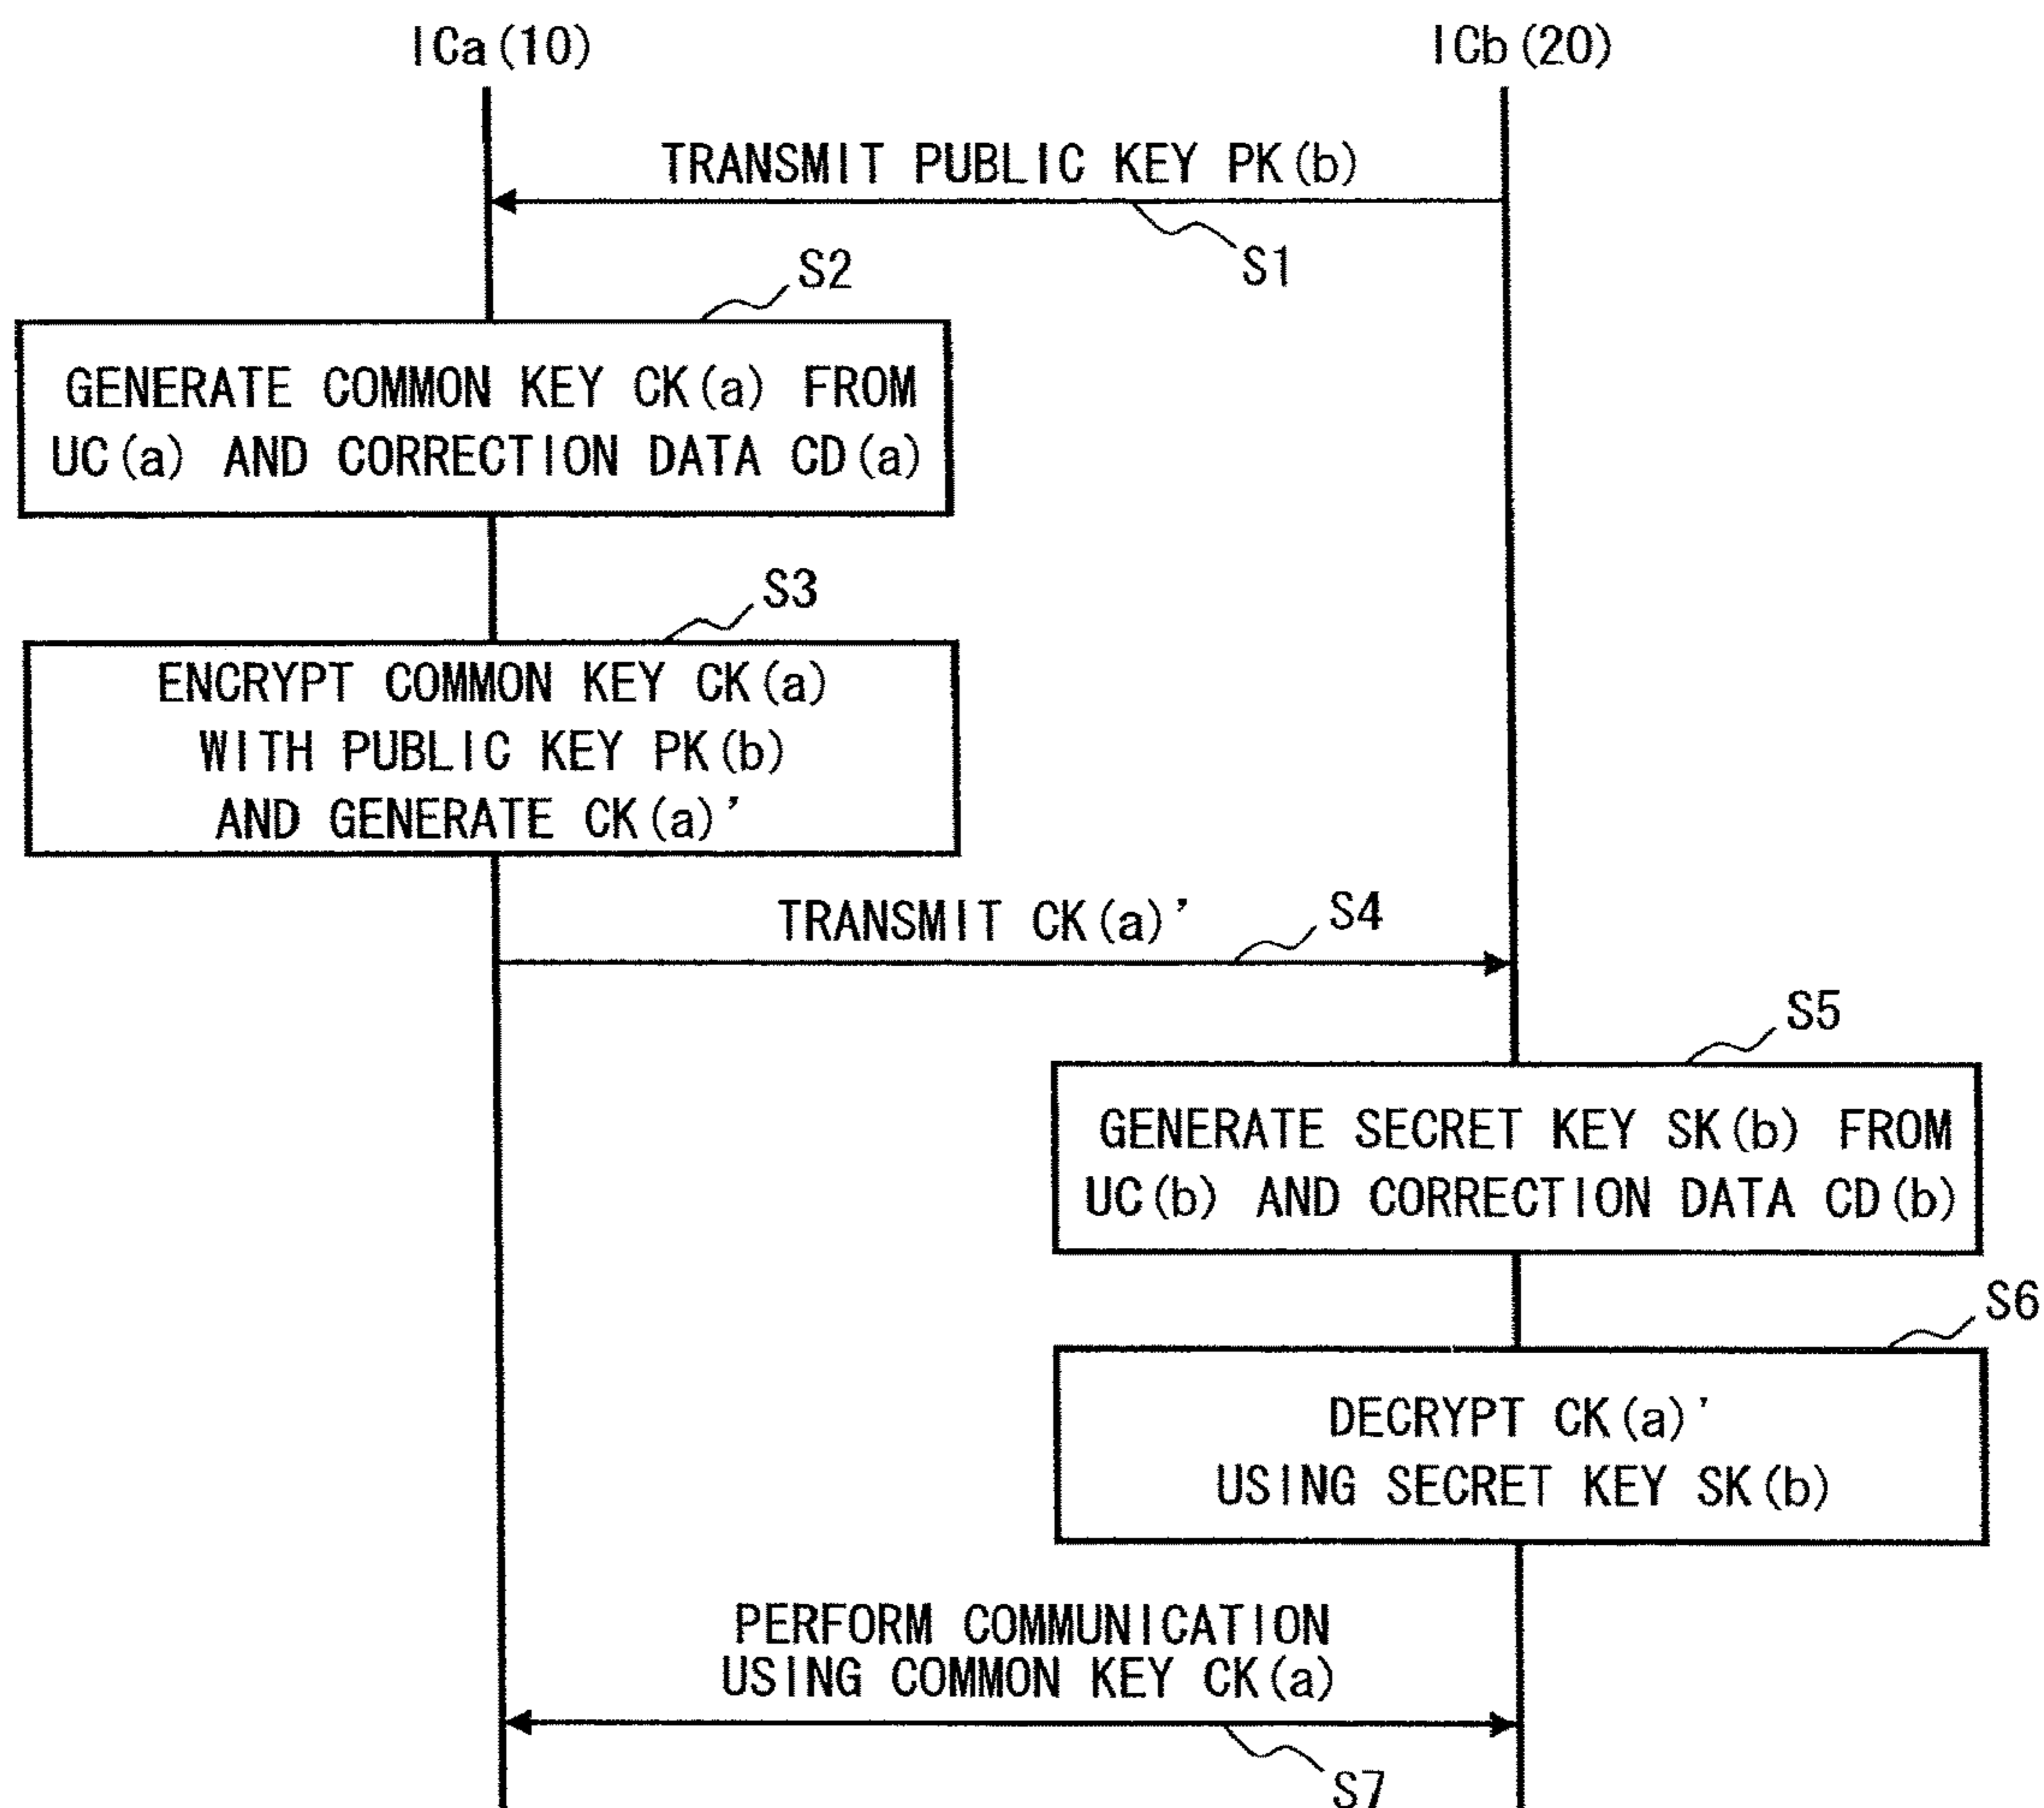 ICa(10)
ICb(20)
TRANSMIT PUBLIC KEY PK(b)
S1
S2
GENERATE COMMON KEY CK(a) FROM
UC(a) AND CORRECTION DATA CD(a)
S3
ENCRYPT COMMON KEY CK(a)
WITH PUBLIC KEY PK(b)
AND GENERATE CK(a)'
TRANSMIT CK(a)'
S4
S5
GENERATE SECRET KEY SK(b) FROM
UC(b) AND CORRECTION DATA CD(b)
S6
DECRYPT CK(a)'
USING SECRET KEY SK(b)
PERFORM COMMUNICATION
USING COMMON KEY CK(a)
S7